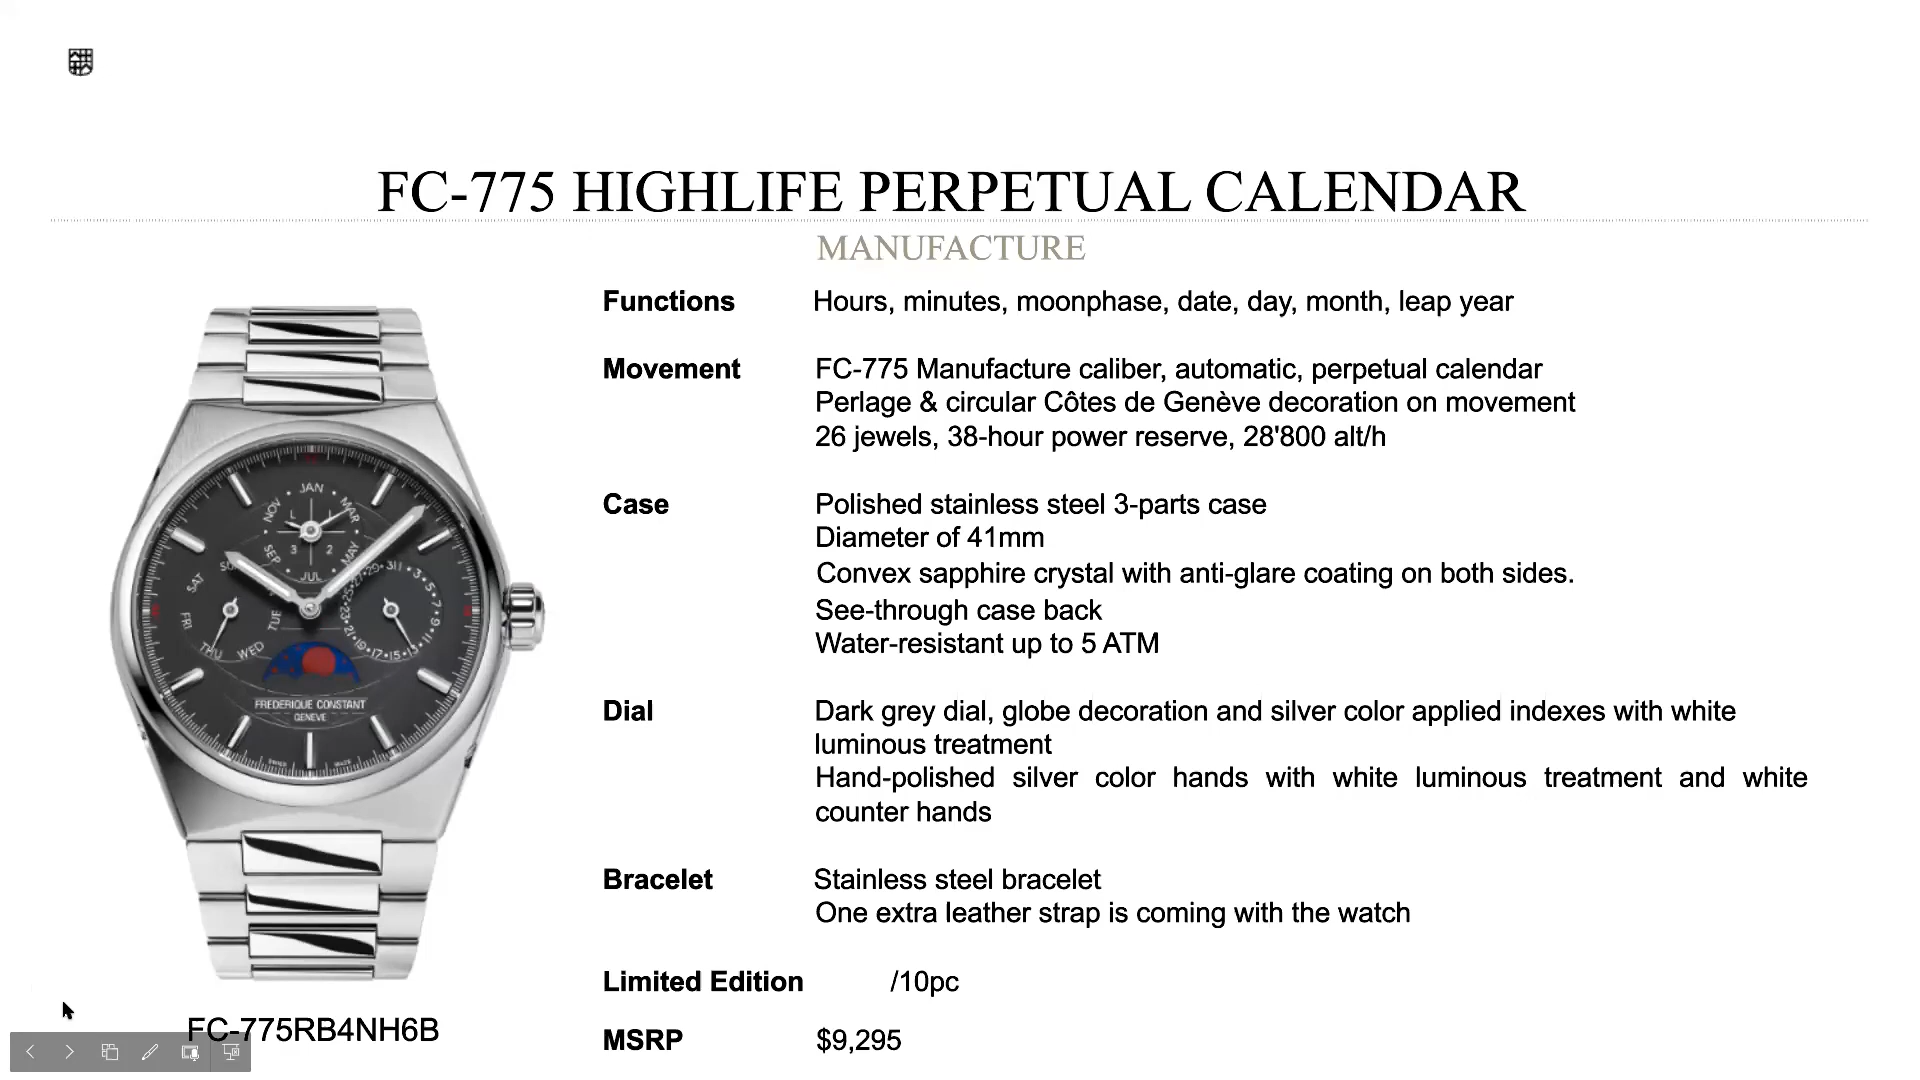 FC-775 HIGHLIFE PERPETUAL CALENDAR
MANUFACTURE
Functions Hours, minutes, moonphase, date, day, month, leap year
Movement FC-775 Manufacture caliber, automatic, perpetual calendar
Perlage & circular Côtes de Genève decoration on movement
26 jewels, 38-hour power reserve, 28'800 alt/h
Case Polished stainless steel 3-parts case
Diameter of 41mm
Convex sapphire crystal with anti-glare coating on both sides.
See-through case back
Water-resistant up to 5 ATM
Dial Dark grey dial, globe decoration and silver color applied indexes with white
luminous treatment
Hand-polished silver color hands with white luminous treatment and white
counter hands
Bracelet Stainless steel bracelet
One extra leather strap is coming with the watch
Limited Edition /10pc
MSRP $9,295
JAN
MAR
MAY
JUL
SEP
NOV
L
3 2
SAT
FRI
THU
WED
TUE
31
FREDERIQUE CONSTANT
GENEVE
FC-775RB4NH6B